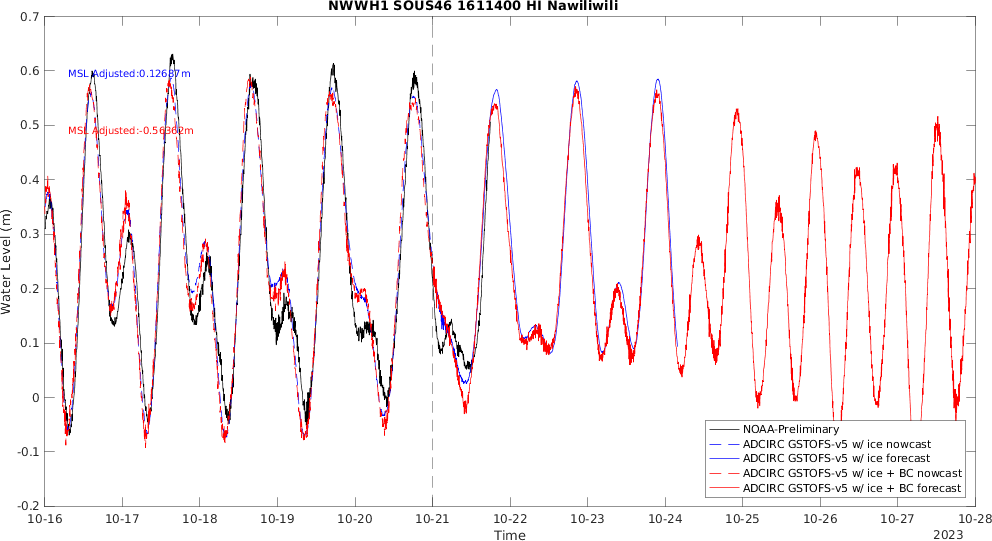 NWWH1 SOUS46 1611400 HI Nawiliwili
0.7
0.6
0.5
0.4
0.3
0.2
0.1
0
-0.1
-0.2
Water Level (m)
MSL Adjusted:0.12687m
MSL Adjusted:-0.56362m
NOAA-Preliminary
ADCIRC GSTOFS-v5 w/ ice nowcast
ADCIRC GSTOFS-v5 w/ ice forecast
ADCIRC GSTOFS-v5 w/ ice + BC nowcast
ADCIRC GSTOFS-v5 w/ ice + BC forecast
10-16 10-17 10-18 10-19 10-20 10-21 10-22 10-23 10-24 10-25 10-26 10-27 10-28
Time
2023